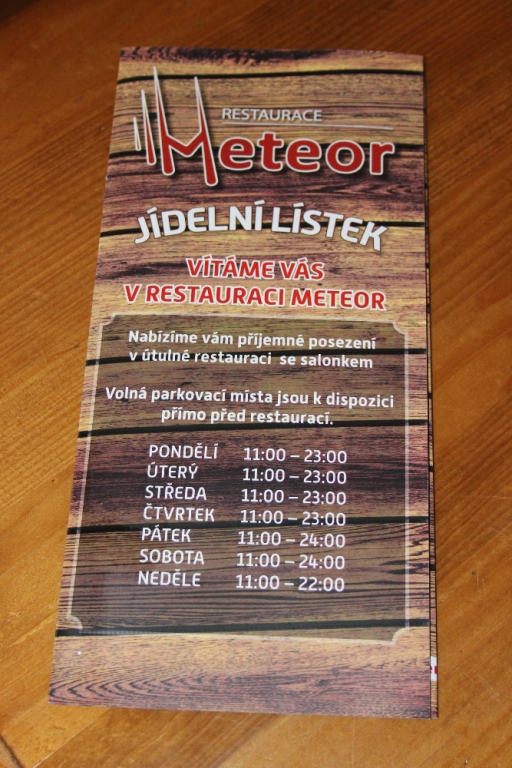 RESTAURACE
Meteor
JÍDELNÍ LÍSTEK
VÍTÁME VÁS
V RESTAURACI METEOR
Nabízíme vám příjemné posezení
v útulné restauraci se salonkem
Volná parkovací místa jsou k dispozici
přímo před restaurací.
PONDĚLÍ 11:00 – 23:00
ÚTERÝ 11:00 – 23:00
STŘEDA 11:00 – 23:00
ČTVRTEK 11:00 – 23:00
PÁTEK 11:00 – 24:00
SOBOTA 11:00 – 24:00
NEDĚLE 11:00 – 22:00